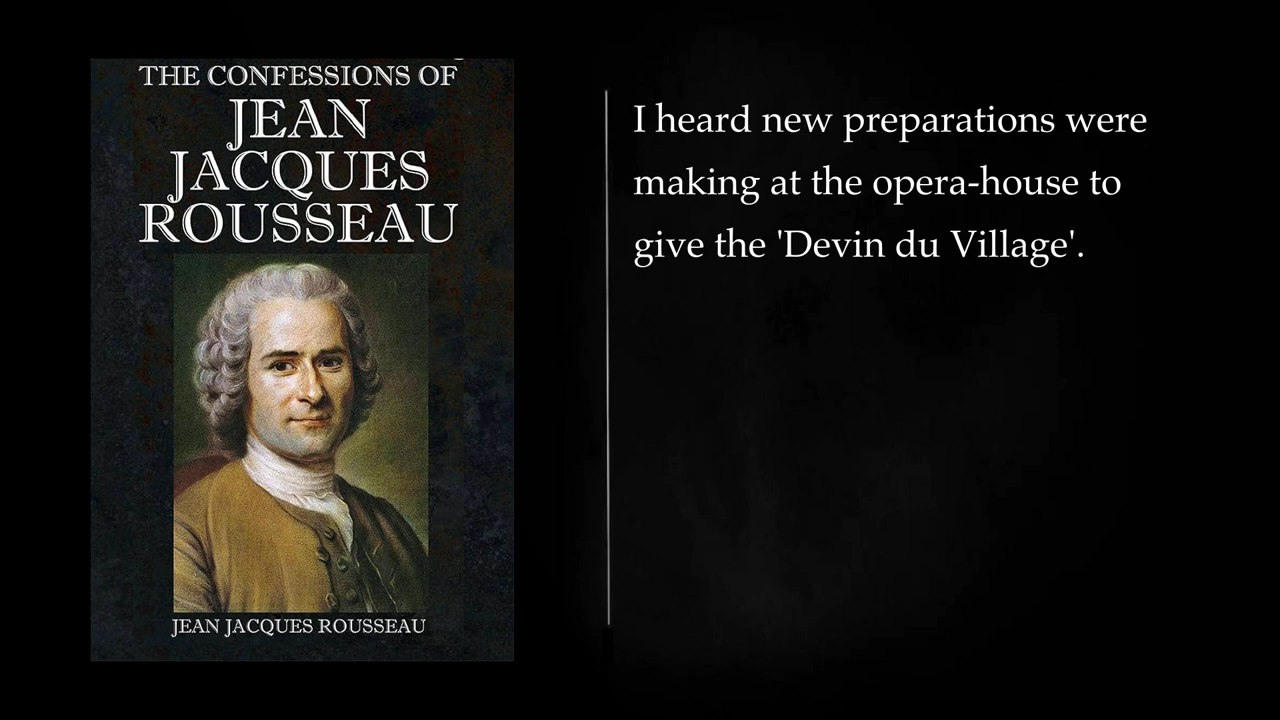 THE CONFESSIONS OF
JEAN
JACQUES
ROUSSEAU
JEAN JACQUES ROUSSEAU
I heard new preparations were
making at the opera-house to
give the 'Devin du Village'.